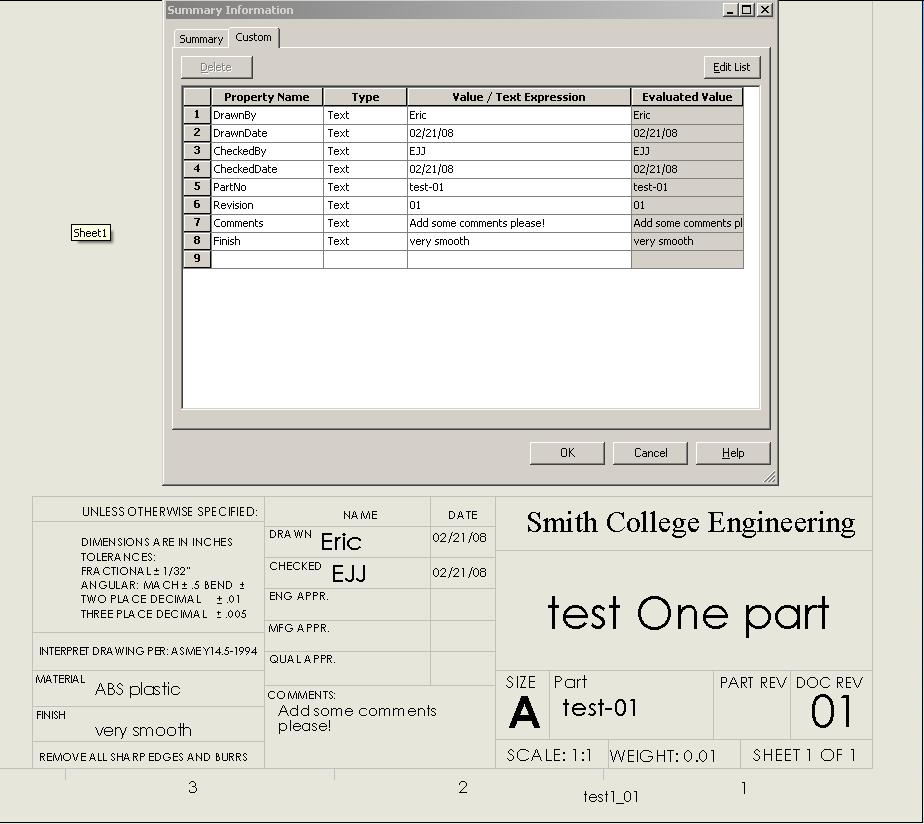 Summary Information
Summary Custom
Delete Edit List
Property Name Type Value / Text Expression Evaluated Value
1 DrawnBy Text Eric Eric
2 DrawnDate Text 02/21/08 02/21/08
3 CheckedBy Text EJJ EJJ
4 CheckedDate Text 02/21/08 02/21/08
5 PartNo Text test-01 test-01
6 Revision Text 01 01
7 Comments Text Add some comments please! Add some comments pl
8 Finish Text very smooth very smooth
9
Sheet1
OK Cancel Help
UNLESS OTHERWISE SPECIFIED:
DIMENSIONS ARE IN INCHES
TOLERANCES:
FRACTIONAL ± 1/32"
ANGULAR: MACH ± .5 BEND ±
TWO PLACE DECIMAL ± .01
THREE PLACE DECIMAL ± .005
INTERPRET DRAWING PER: ASME Y14.5-1994
MATERIAL
ABS plastic
FINISH
very smooth
REMOVE ALL SHARP EDGES AND BURRS
NAME DATE
DRAWN Eric 02/21/08
CHECKED EJJ 02/21/08
ENG APPR.
MFG APPR.
QUAL APPR.
COMMENTS:
Add some comments
please!
Smith College Engineering
test One part
SIZE Part PART REV DOC REV
A test-01 01
SCALE: 1:1 WEIGHT: 0.01 SHEET 1 OF 1
3 2 1
test1_01